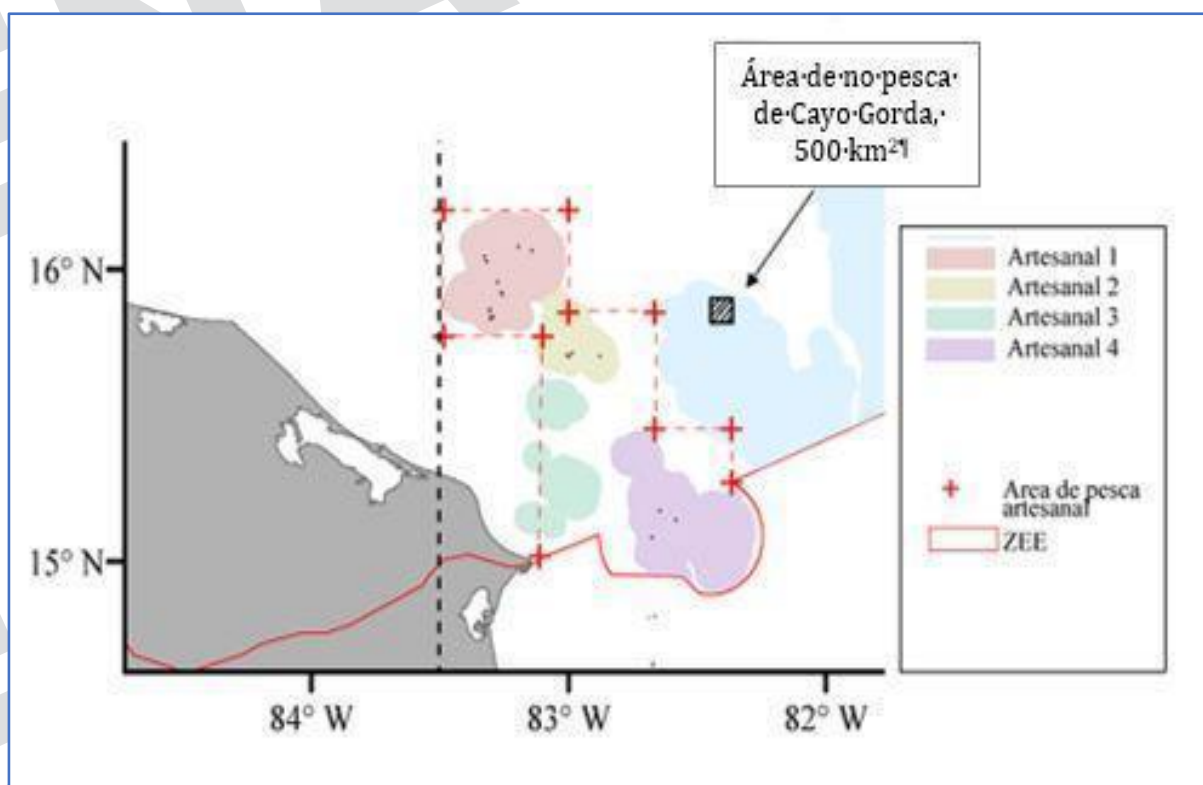 Área·de·no·pesca·
de·Cayo·Gorda,·
500·km²¶
16° N
15° N
84° W
83° W
82° W
Artesanal 1
Artesanal 2
Artesanal 3
Artesanal 4
Area de pesca
artesanal
ZEE